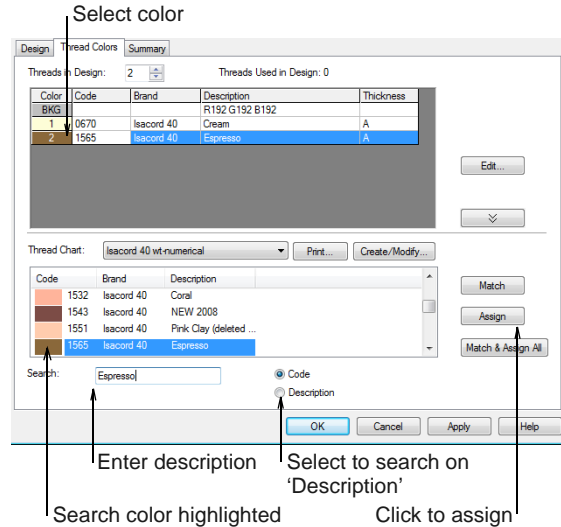 Select color
Design Thread Colors Summary
Threads in Design: 2 Threads Used in Design: 0
Color Code Brand Description Thickness
BKG R192 G192 B192
1 0670 Isacord 40 Cream A
2 1565 Isacord 40 Espresso A
Edit...
Thread Chart: Isacord 40 wt-numerical Print... Create/Modify...
Code Brand Description
1532 Isacord 40 Coral
1543 Isacord 40 NEW 2008
1551 Isacord 40 Pink Clay (deleted ...
1565 Isacord 40 Espresso
Match
Assign
Match & Assign All
Search: Espresso Code
Description
OK Cancel Apply Help
Enter description
Select to search on
‘Description’
Search color highlighted
Click to assign